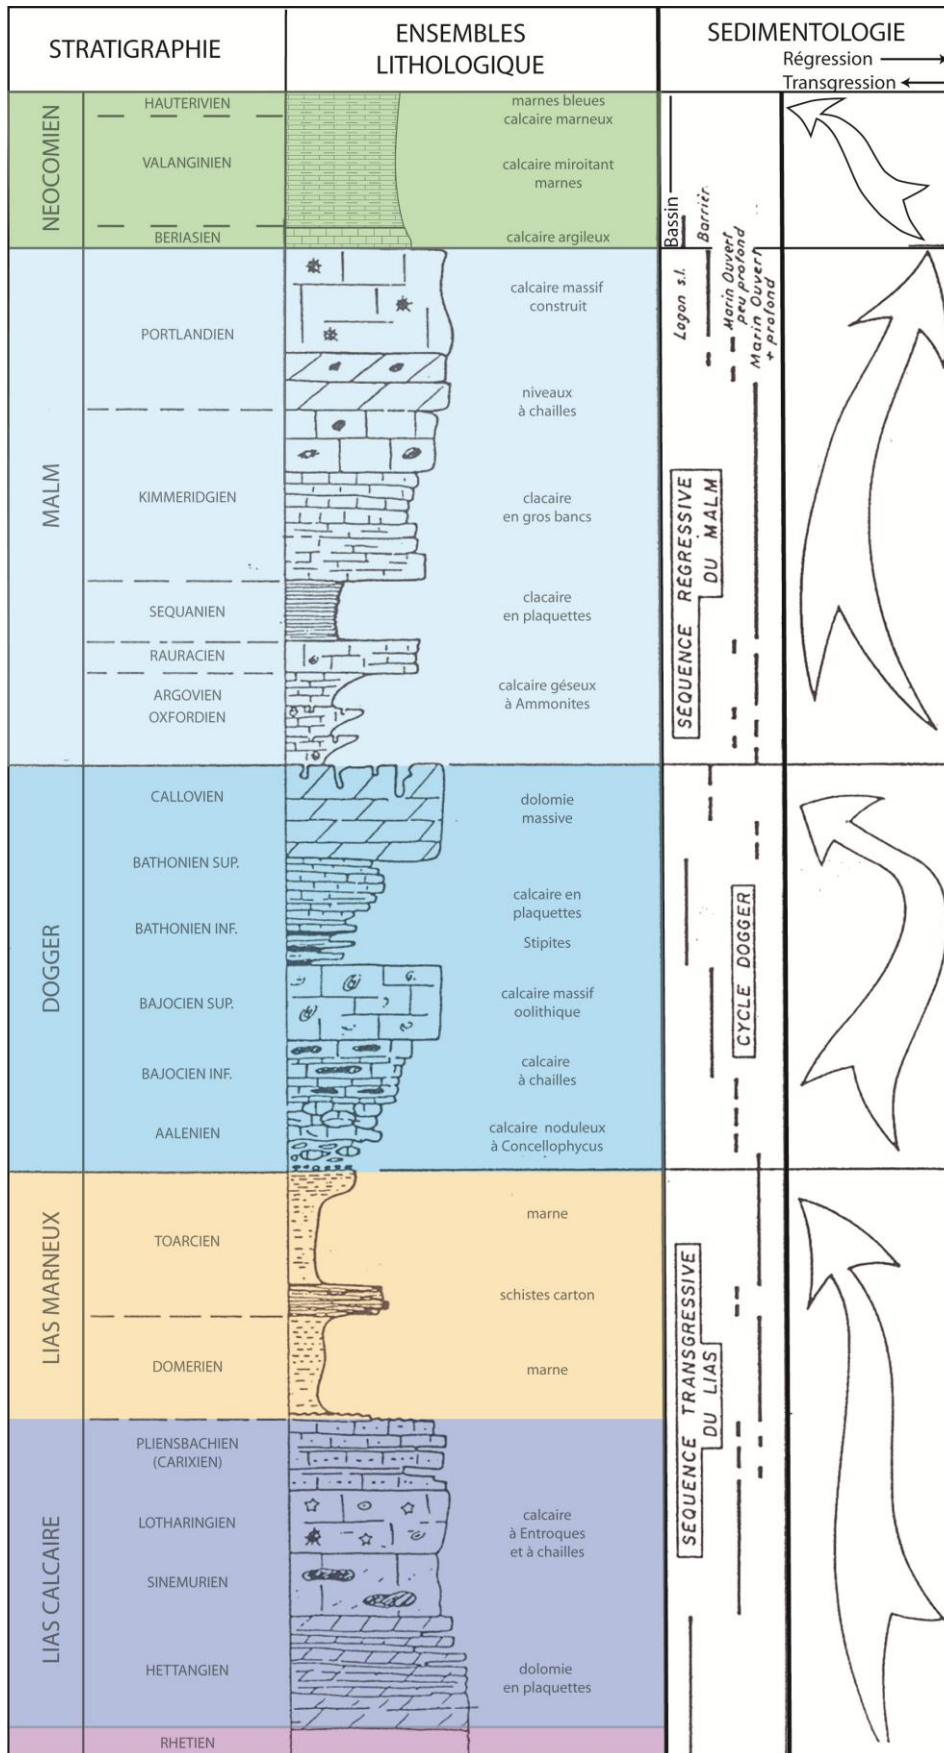 STRATIGRAPHIE
ENSEMBLES
LITHOLOGIQUE
SEDIMENTOLOGIE
Régression
Transgression
NEOCOMIEN
HAUTERIVIEN
VALANGINIEN
BERIASIEN
marnes bleues
calcaire marneux
calcaire miroitant
marnes
calcaire argileux
Bassin
Lagon s.l.
Barrièr.
Marin Ouvert
peu profond
Marin Ouvert
+ profond
MALM
PORTLANDIEN
KIMMERIDGIEN
SEQUANIEN
RAURACIEN
ARGOVIEN
OXFORDIEN
calcaire massif
construit
niveaux
à chailles
clacaire
en gros bancs
clacaire
en plaquettes
calcaire géseux
à Ammonites
SÉQUENCE RÉGRESSIVE
DU MALM
DOGGER
CALLOVIEN
BATHONIEN SUP.
BATHONIEN INF.
BAJOCIEN SUP.
BAJOCIEN INF.
AALENIEN
dolomie
massive
calcaire en
plaquettes
Stipites
calcaire massif
oolithique
calcaire
à chailles
calcaire noduleux
à Concellophycus
CYCLE DOGGER
LIAS MARNEUX
TOARCIEN
DOMERIEN
marne
schistes carton
marne
SÉQUENCE TRANSGRESSIVE
DU LIAS
LIAS CALCAIRE
PLIENSBACHIEN
(CARIXIEN)
LOTHARINGIEN
SINEMURIEN
HETTANGIEN
RHETIEN
calcaire
à Entroques
et à chailles
dolomie
en plaquettes